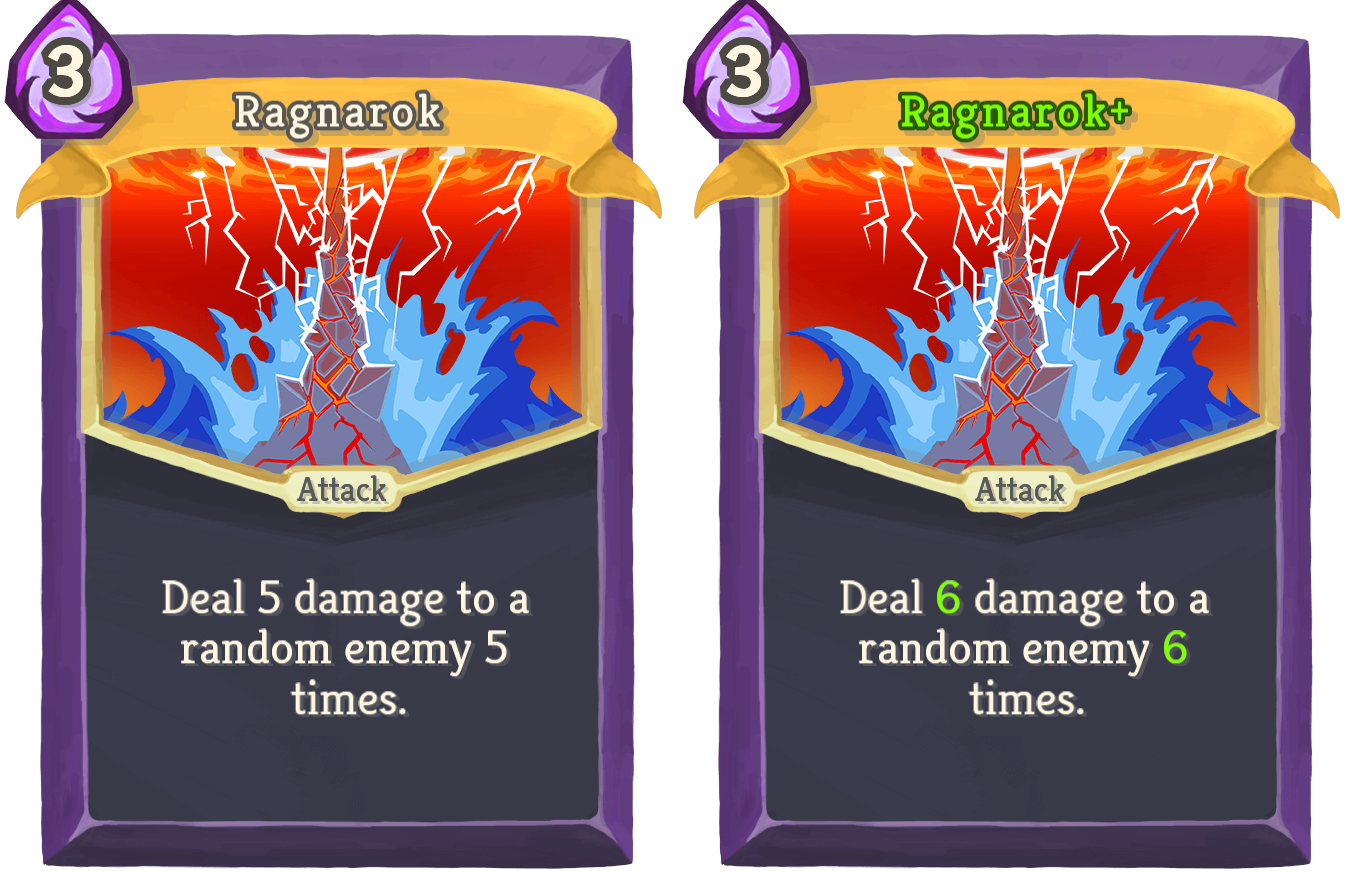 3
Ragnarok
Attack
Deal 5 damage to a
random enemy 5
times.
3
Ragnarok+
Attack
Deal 6 damage to a
random enemy 6
times.